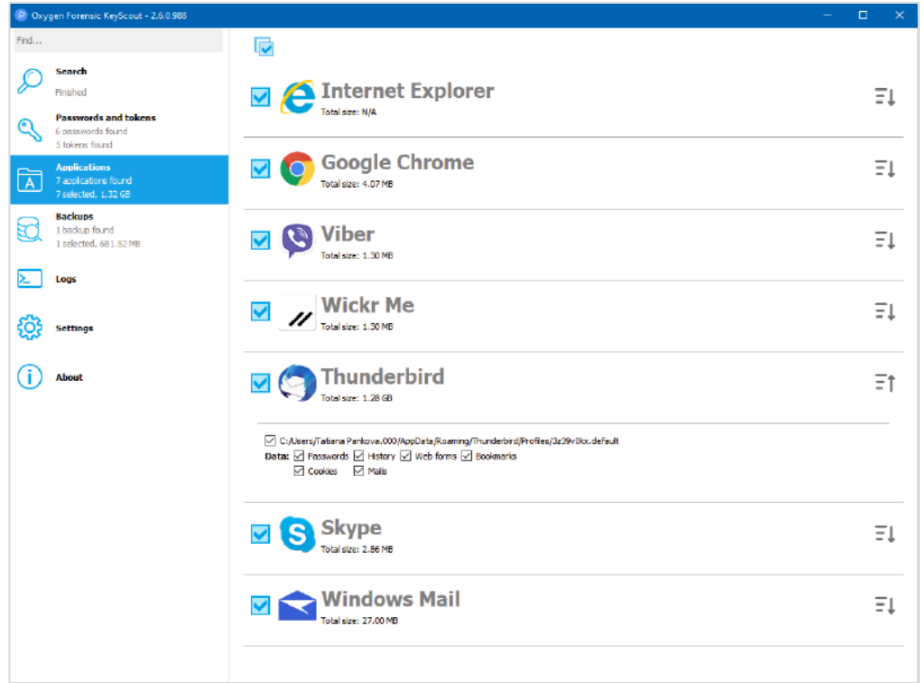 Oxygen Forensic KeyScout - 2.6.0.988
Find...
Search
Finished
Passwords and tokens
6 passwords found
5 tokens found
Applications
7 applications found
7 selected, 1.32 GB
Backups
1 backup found
1 selected, 681.52 MB
Logs
Settings
About
Internet Explorer
Total size: N/A
Google Chrome
Total size: 4.07 MB
Viber
Total size: 1.30 MB
Wickr Me
Total size: 1.30 MB
Thunderbird
Total size: 1.28 GB
Data: Passwords History Web forms Bookmarks
Cookies Mails
Skype
Total size: 2.86 MB
Windows Mail
Total size: 27.00 MB